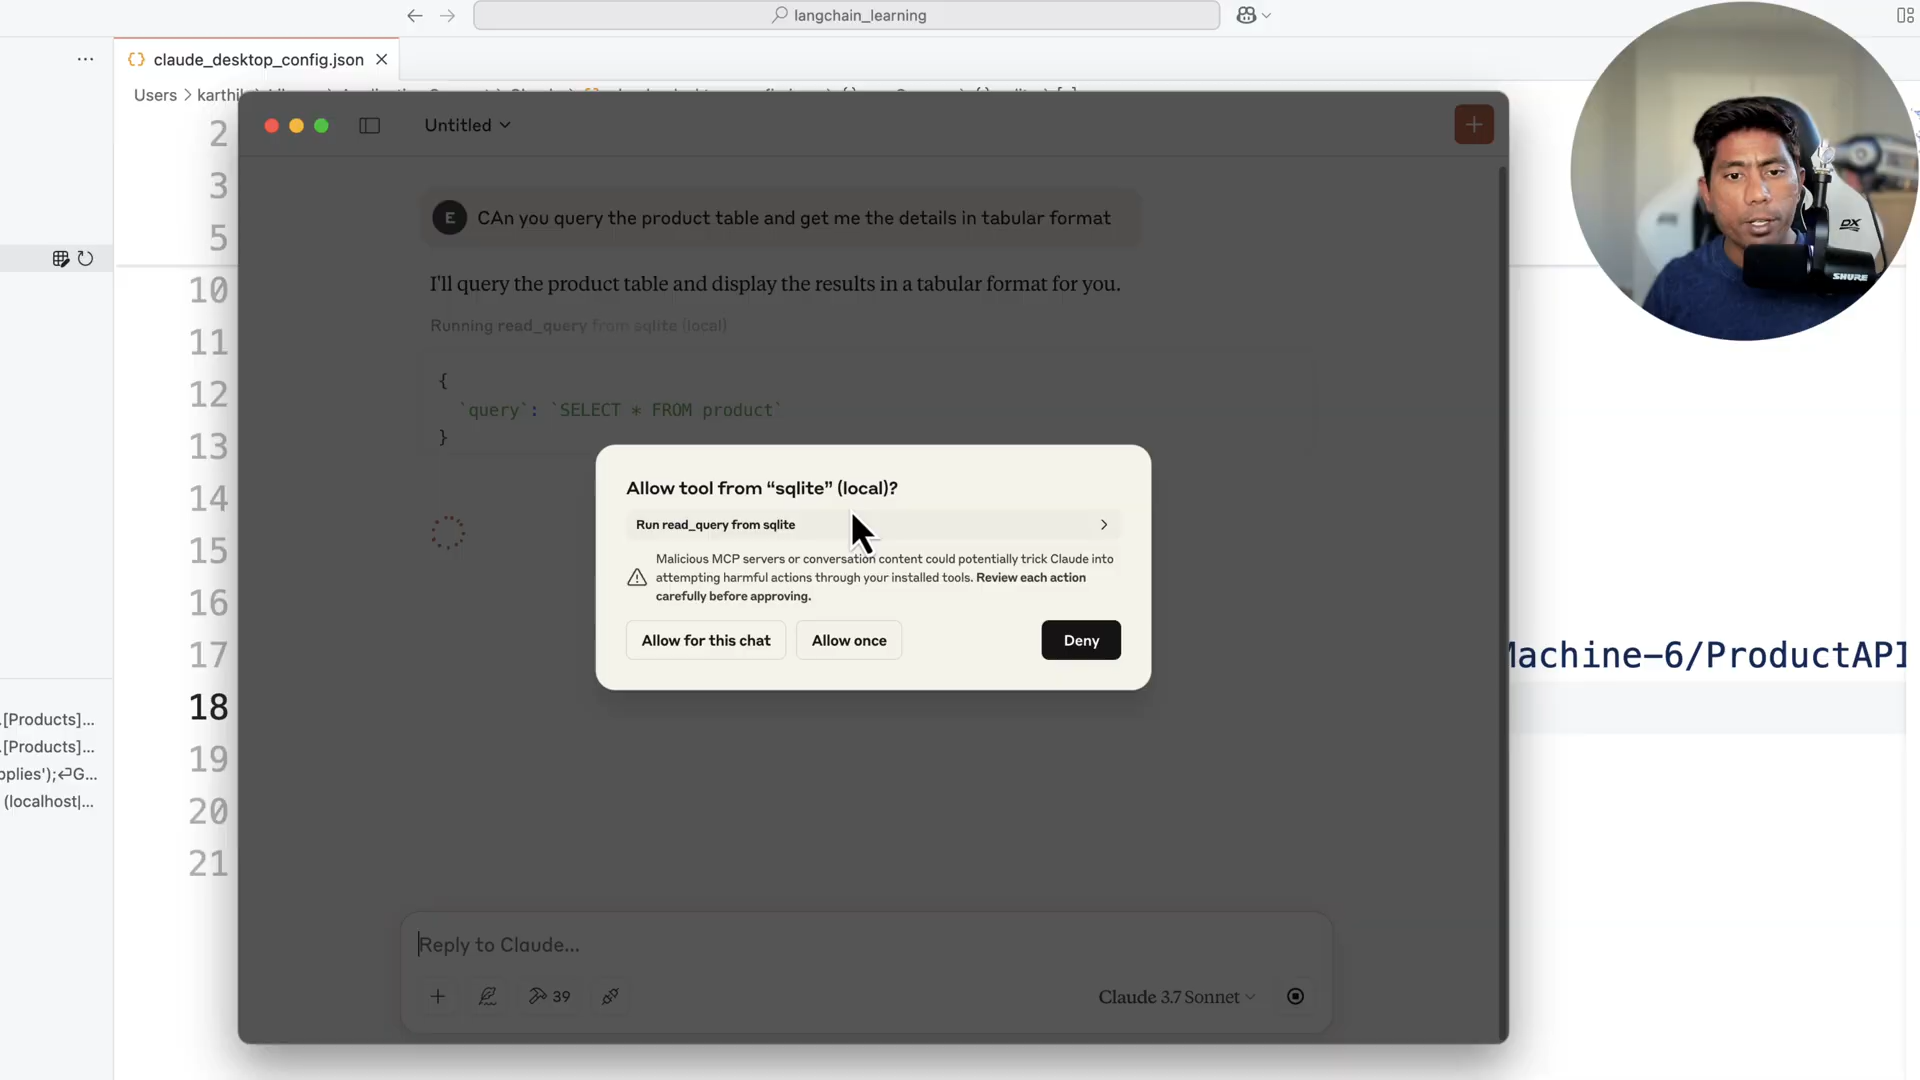 langchain_learning
claude_desktop_config.json
Users > karthik
2
3
5
10
11
12
13
14
15
16
17
18
19
20
21
Untitled
E
CAn you query the product table and get me the details in tabular format
I'll query the product table and display the results in a tabular format for you.
Running read_query from sqlite (local)
{
`query`: `SELECT * FROM product`
}
Allow tool from “sqlite” (local)?
Run read_query from sqlite
Malicious MCP servers or conversation content could potentially trick Claude into
attempting harmful actions through your installed tools. Review each action
carefully before approving.
Allow for this chat
Allow once
Deny
Machine-6/ProductAPI
.[Products]...
.[Products]...
pplies');⏎G...
(localhost|...
Reply to Claude...
39
Claude 3.7 Sonnet
DX
SHURE